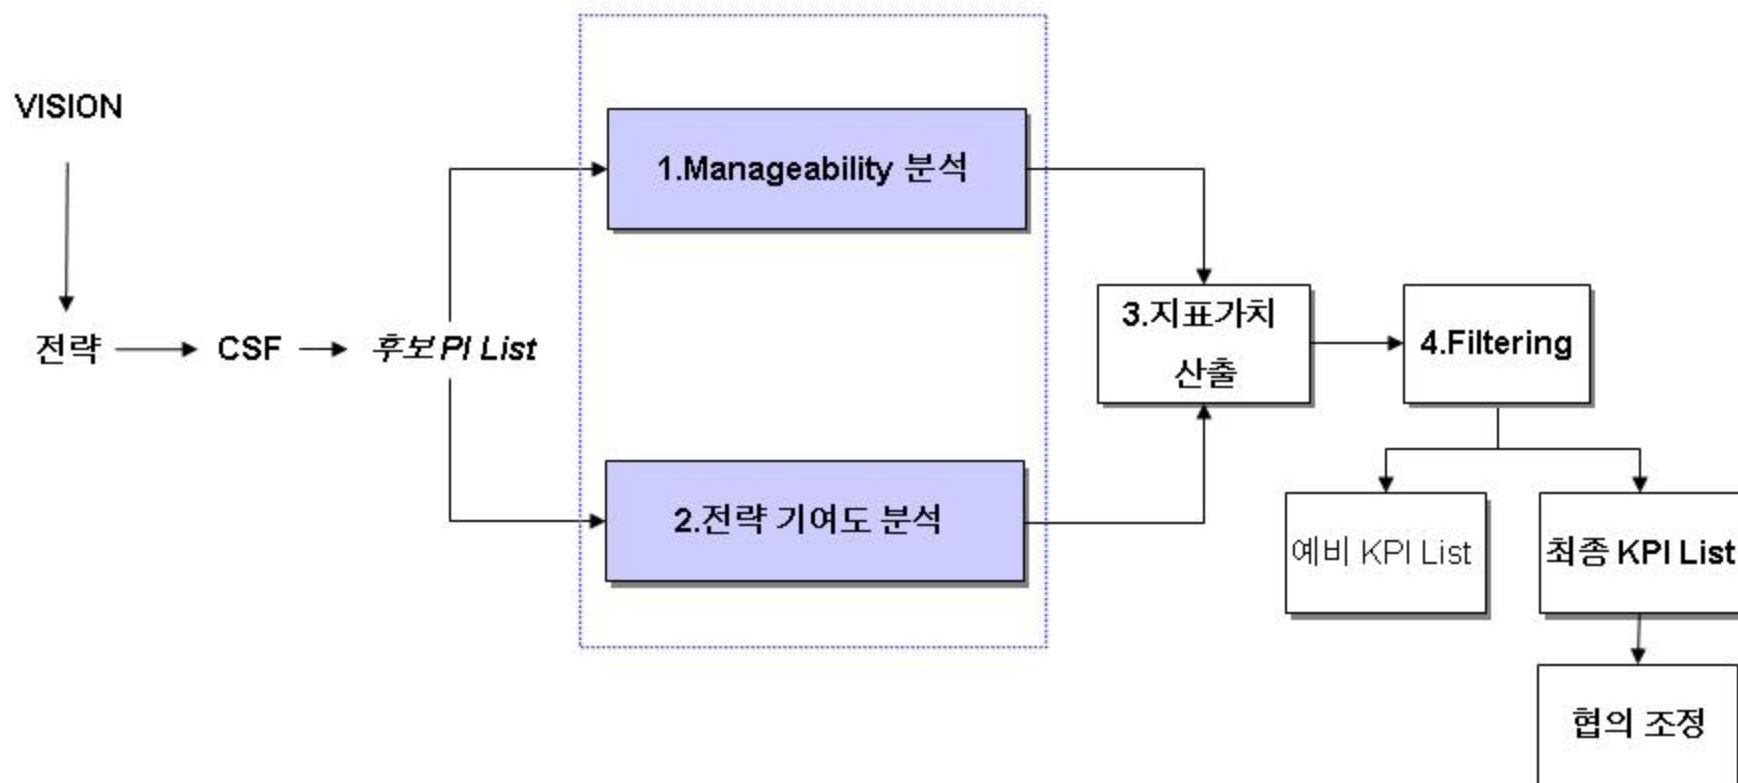 VISION
1.Manageability 분석
3.지표가치
산출
4.Filtering
전략
CSF
후보 PI List
2.전략 기여도 분석
예비 KPI List
최종 KPI List
협의 조정